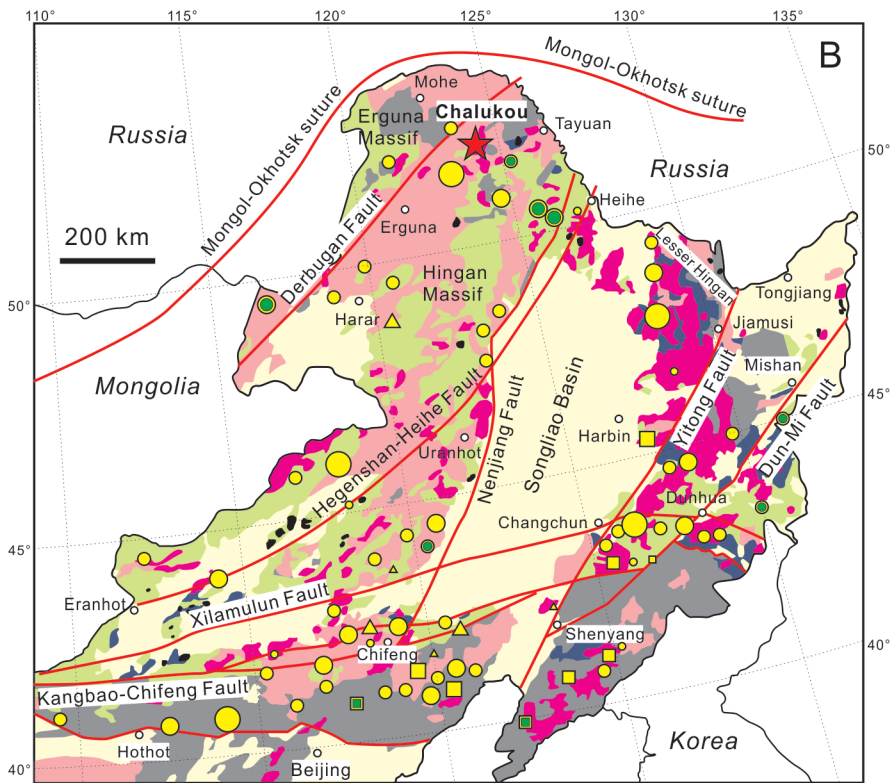 110°
115°
120°
125°
130°
135°
B
Mongol-Okhotsk suture
Mohe
Chalukou
Russia
Erguna
Massif
Tayuan
50°
Mongol-Okhotsk suture
Russia
Heihe
200 km
Derbugan Fault
Erguna
Lesser Hingan
Hingan
Massif
Tongjiang
50°
Harar
Jiamusi
Mongolia
Mishan
45°
Hegenshan-Heihe Fault
Nenjiang Fault
Songliao Basin
Yitong Fault
Dun-Mi Fault
Harbin
Uranhot
Dunhua
Changchun
45°
Eranhot
Xilamulun Fault
Shenyang
Chifeng
Kangbao-Chifeng Fault
40°
Hothot
Korea
40°
Beijing